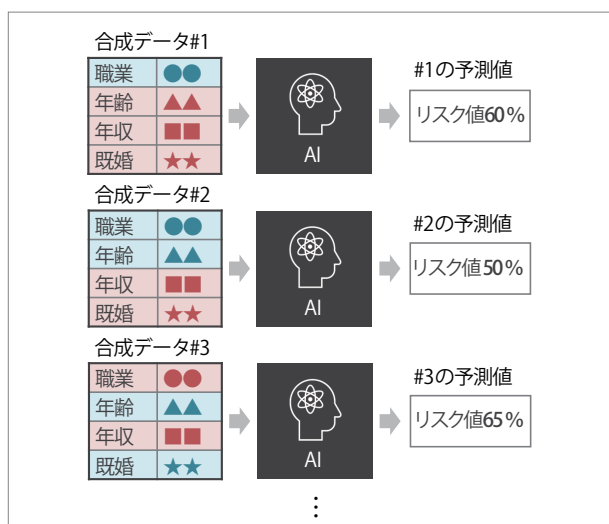 合成データ#1
職業 ●●
年齢 ▲▲
年収 ■■
既婚 ★★
AI
#1の予測値
リスク値60%
合成データ#2
職業 ●●
年齢 ▲▲
年収 ■■
既婚 ★★
AI
#2の予測値
リスク値50%
合成データ#3
職業 ●●
年齢 ▲▲
年収 ■■
既婚 ★★
AI
#3の予測値
リスク値65%
⋮